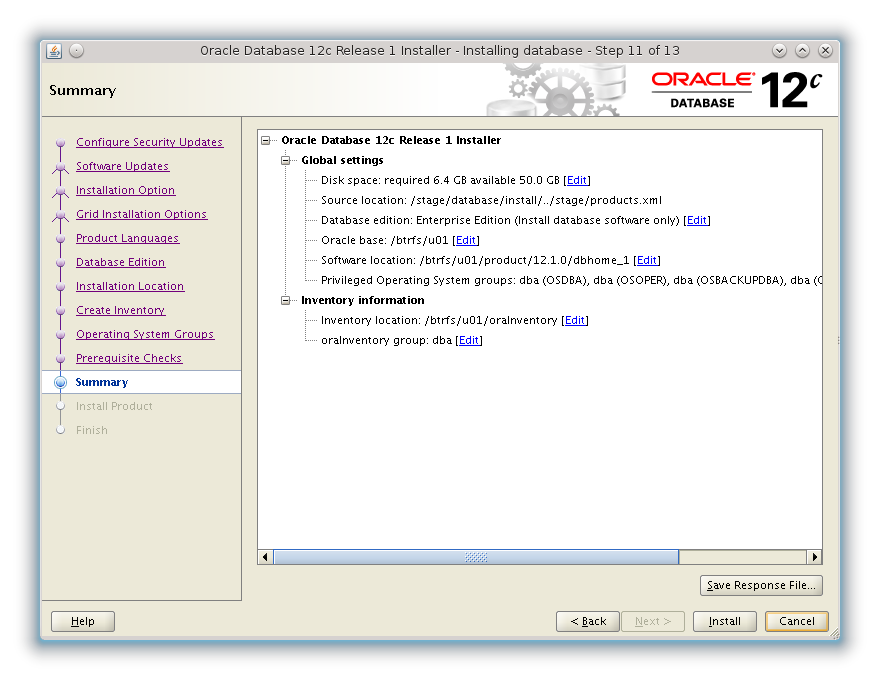 Oracle Database 12c Release 1 Installer - Installing database - Step 11 of 13
Summary
ORACLE®
DATABASE
12c
Configure Security Updates
Software Updates
Installation Option
Grid Installation Options
Product Languages
Database Edition
Installation Location
Create Inventory
Operating System Groups
Prerequisite Checks
Summary
Install Product
Finish
Oracle Database 12c Release 1 Installer
Global settings
Disk space: required 6.4 GB available 50.0 GB [Edit]
Source location: /stage/database/install/../stage/products.xml
Database edition: Enterprise Edition (Install database software only) [Edit]
Oracle base: /btrfs/u01 [Edit]
Software location: /btrfs/u01/product/12.1.0/dbhome_1 [Edit]
Privileged Operating System groups: dba (OSDBA), dba (OSOPER), dba (OSBACKUPDBA), dba (
Inventory information
Inventory location: /btrfs/u01/oraInventory [Edit]
oraInventory group: dba [Edit]
Save Response File...
Help
< Back
Next >
Install
Cancel